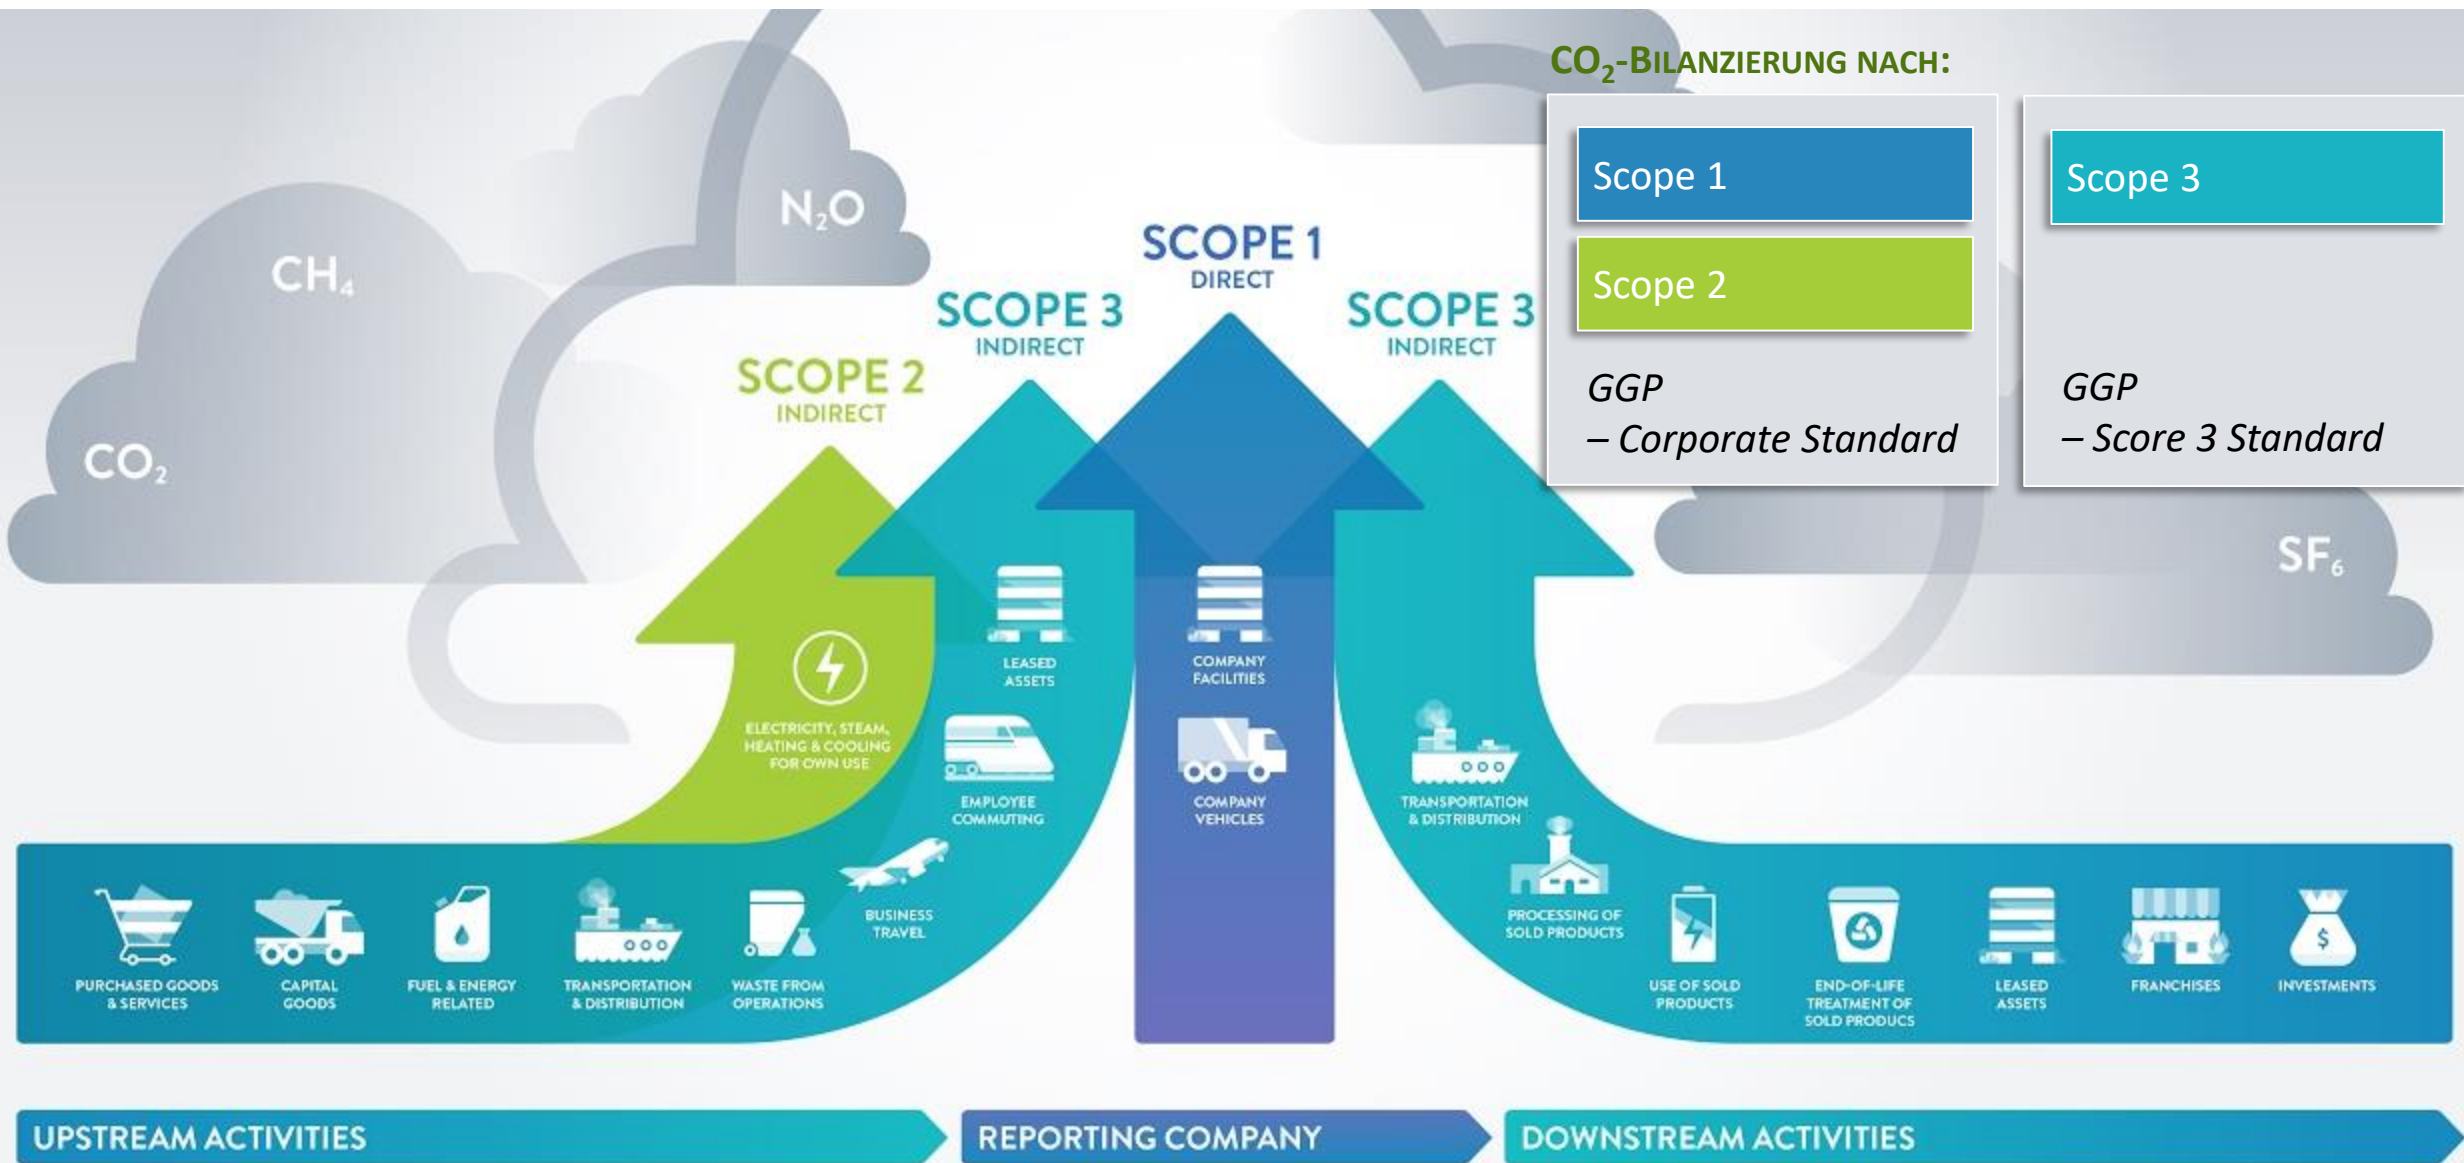 CO₂-BILANZIERUNG NACH:
Scope 1
Scope 2
GGP
– Corporate Standard
Scope 3
GGP
– Score 3 Standard
CO₂
CH₄
N₂O
SF₆
SCOPE 2
INDIRECT
SCOPE 3
INDIRECT
SCOPE 1
DIRECT
SCOPE 3
INDIRECT
ELECTRICITY, STEAM,
HEATING & COOLING
FOR OWN USE
LEASED
ASSETS
EMPLOYEE
COMMUTING
BUSINESS
TRAVEL
PURCHASED GOODS
& SERVICES
CAPITAL
GOODS
FUEL & ENERGY
RELATED
TRANSPORTATION
& DISTRIBUTION
WASTE FROM
OPERATIONS
COMPANY
FACILITIES
COMPANY
VEHICLES
TRANSPORTATION
& DISTRIBUTION
PROCESSING OF
SOLD PRODUCTS
USE OF SOLD
PRODUCTS
END-OF-LIFE
TREATMENT OF
SOLD PRODUCS
LEASED
ASSETS
FRANCHISES
$
INVESTMENTS
UPSTREAM ACTIVITIES
REPORTING COMPANY
DOWNSTREAM ACTIVITIES